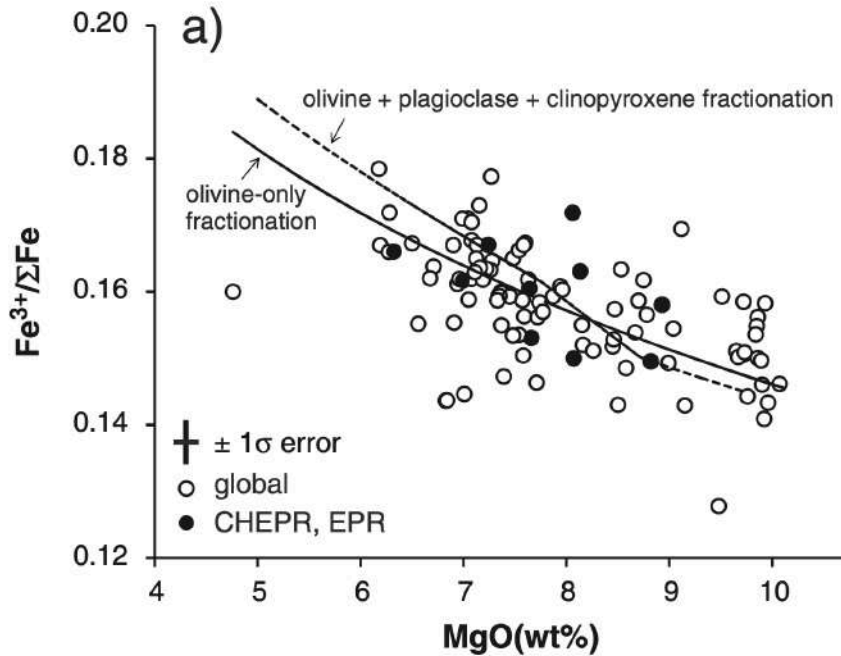 a)
0.20
0.18
0.16
0.14
0.12
Fe³⁺/ΣFe
olivine + plagioclase + clinopyroxene fractionation
olivine-only
fractionation
± 1σ error
global
CHEPR, EPR
4 5 6 7 8 9 10
MgO(wt%)